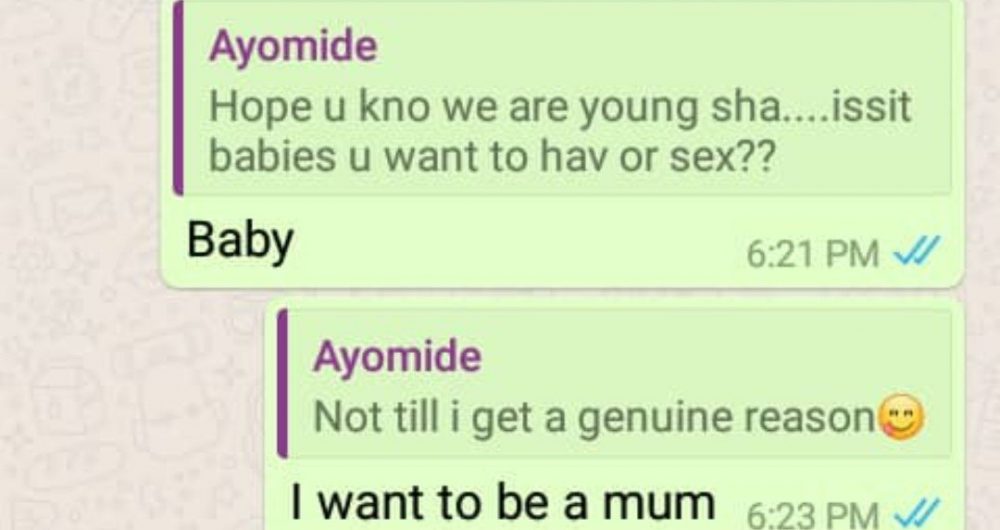 Ayomide
Hope u kno we are young sha....issit
babies u want to hav or sex??
Baby
6:21 PM
Ayomide
Not till i get a genuine reason😋
I want to be a mum
6:23 PM